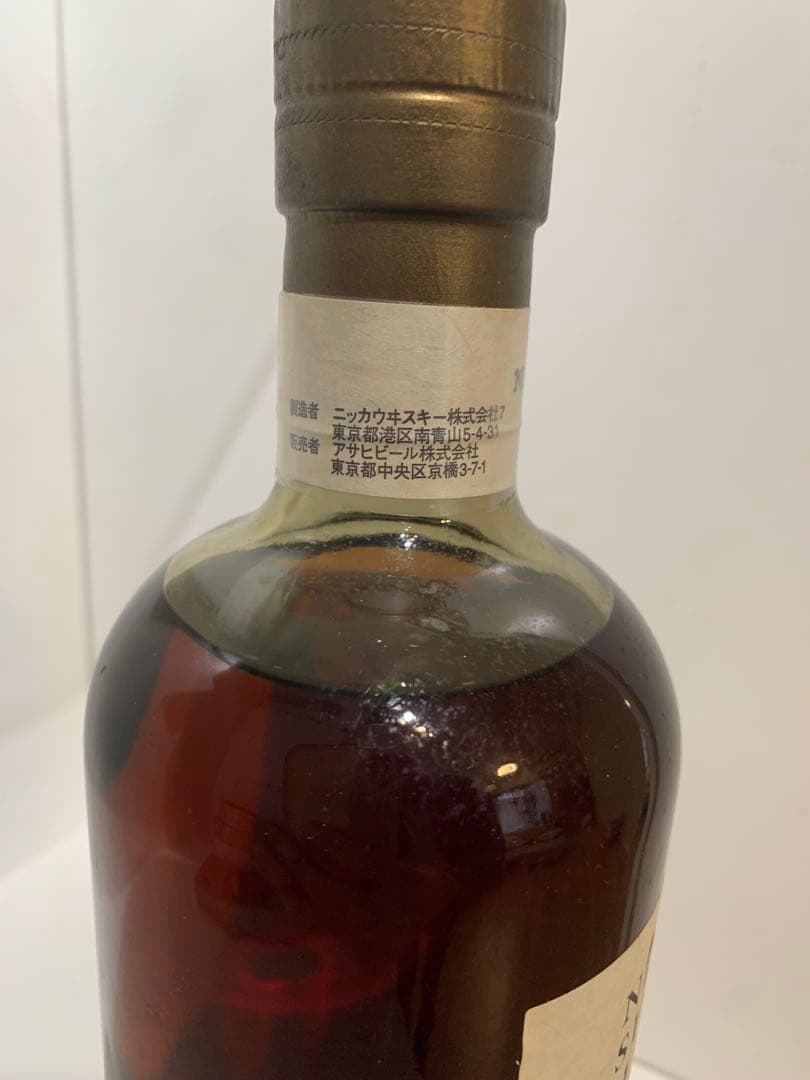 製造者 ニッカウヰスキー株式会社7
東京都港区南青山5-4-31
販売者 アサヒビール株式会社
東京都中央区京橋3-7-1
N
N
S